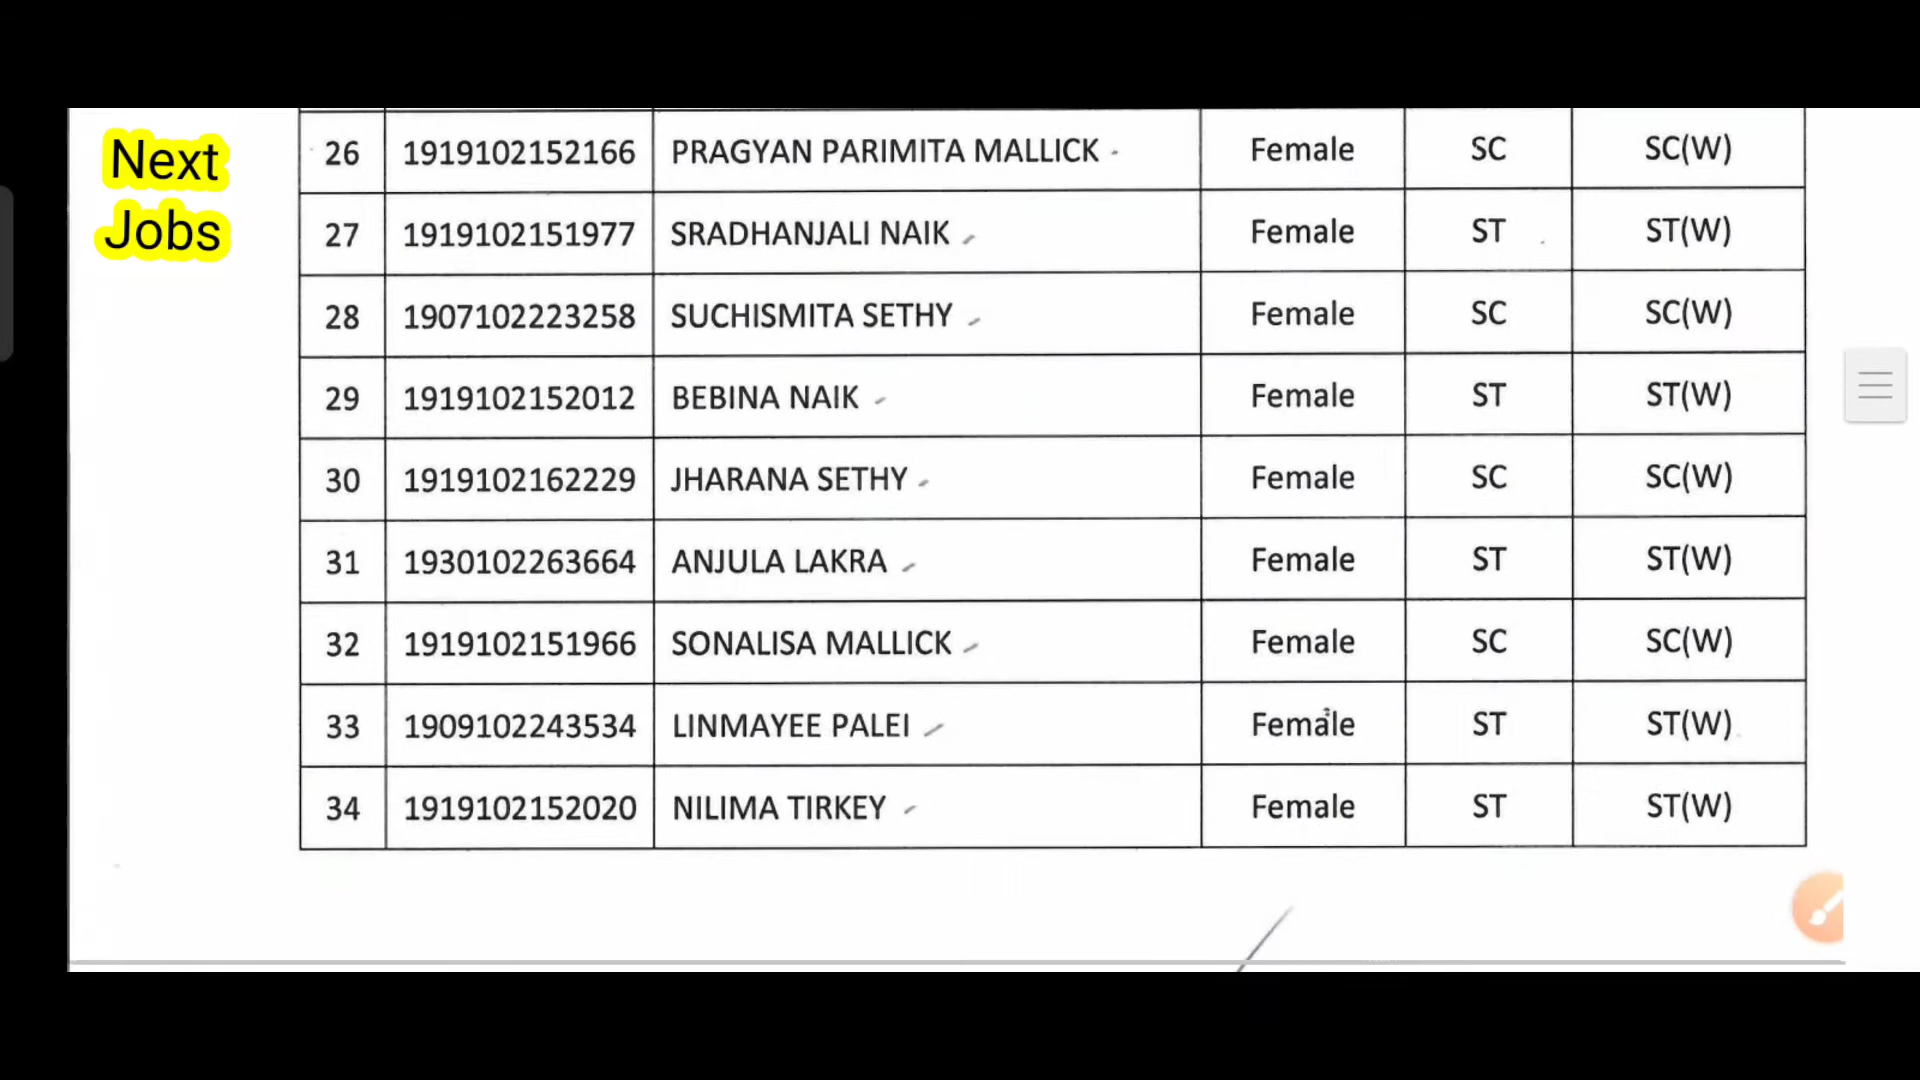 Next
Jobs
26 1919102152166 PRAGYAN PARIMITA MALLICK Female SC SC(W)
27 1919102151977 SRADHANJALI NAIK Female ST ST(W)
28 1907102223258 SUCHISMITA SETHY Female SC SC(W)
29 1919102152012 BEBINA NAIK Female ST ST(W)
30 1919102162229 JHARANA SETHY Female SC SC(W)
31 1930102263664 ANJULA LAKRA Female ST ST(W)
32 1919102151966 SONALISA MALLICK Female SC SC(W)
33 1909102243534 LINMAYEE PALEI Female ST ST(W)
34 1919102152020 NILIMA TIRKEY Female ST ST(W)